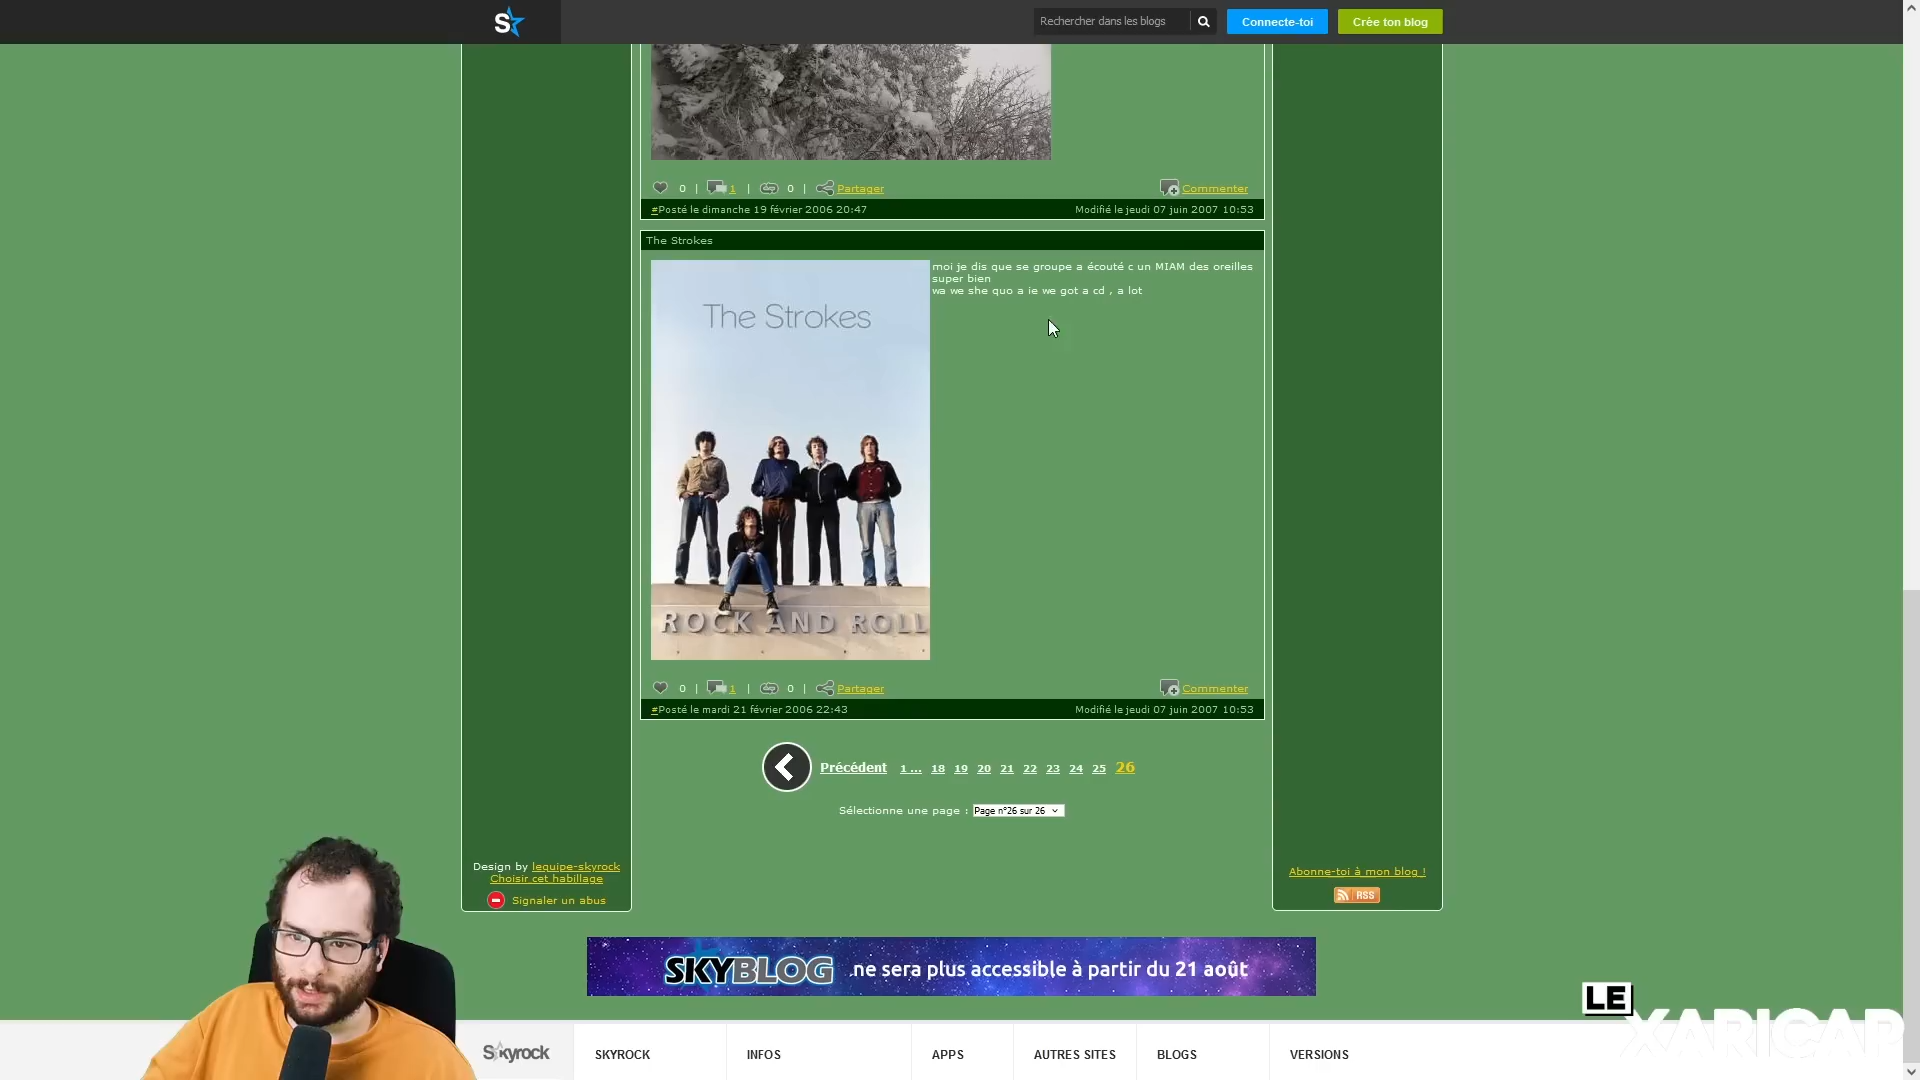 S
Rechercher dans les blogs
Connecte-toi
Crée ton blog
0 | 1 | 0 | Partager
Commenter
#Posté le dimanche 19 février 2006 20:47
Modifié le jeudi 07 juin 2007 10:53
The Strokes
The Strokes
ROCK AND ROLL
moi je dis que se groupe a écouté c un MIAM des oreilles
super bien
wa we she quo a ie we got a cd , a lot
0 | 1 | 0 | Partager
Commenter
#Posté le mardi 21 février 2006 22:43
Modifié le jeudi 07 juin 2007 10:53
Précédent 1 ... 18 19 20 21 22 23 24 25 26
Sélectionne une page : Page n°26 sur 26
Design by lequipe-skyrock
Choisir cet habillage
Signaler un abus
Abonne-toi à mon blog !
RSS
SKYBLOG ...ne sera plus accessible à partir du 21 août
LE
XARICAP
Skyrock
SKYROCK
INFOS
APPS
AUTRES SITES
BLOGS
VERSIONS